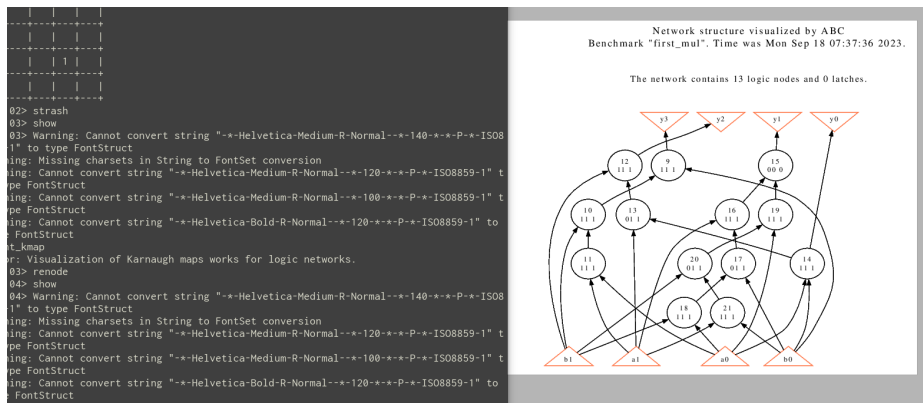 | | | |
---+---+---+---+
| | | |
---+---+---+---+
| | 1 | |
---+---+---+---+
| | | |
---+---+---+---+
02> strash
03> show
03> Warning: Cannot convert string "-*-Helvetica-Medium-R-Normal--*-140-*-*-P-*-ISO8
-1" to type FontStruct
ning: Missing charsets in String to FontSet conversion
ning: Cannot convert string "-*-Helvetica-Medium-R-Normal--*-120-*-*-P-*-ISO8859-1" t
ype FontStruct
ning: Cannot convert string "-*-Helvetica-Medium-R-Normal--*-100-*-*-P-*-ISO8859-1" t
ype FontStruct
ning: Cannot convert string "-*-Helvetica-Bold-R-Normal--*-120-*-*-P-*-ISO8859-1" to
e FontStruct
nt_kmap
or: Visualization of Karnaugh maps works for logic networks.
03> renode
04> show
04> Warning: Cannot convert string "-*-Helvetica-Medium-R-Normal--*-140-*-*-P-*-ISO8
-1" to type FontStruct
ning: Missing charsets in String to FontSet conversion
ning: Cannot convert string "-*-Helvetica-Medium-R-Normal--*-120-*-*-P-*-ISO8859-1" t
ype FontStruct
ning: Cannot convert string "-*-Helvetica-Medium-R-Normal--*-100-*-*-P-*-ISO8859-1" t
ype FontStruct
ning: Cannot convert string "-*-Helvetica-Bold-R-Normal--*-120-*-*-P-*-ISO8859-1" to
e FontStruct
Network structure visualized by ABC
Benchmark "first_mul". Time was Mon Sep 18 07:37:36 2023.
The network contains 13 logic nodes and 0 latches.
y3 y2 y1 y0
12 9 15
11 1 11 1 00 0
10 13 16 19
11 1 01 1 11 1 11 1
11 20 17 14
11 1 01 1 01 1 11 1
18 21
11 1 11 1
b1 a1 a0 b0